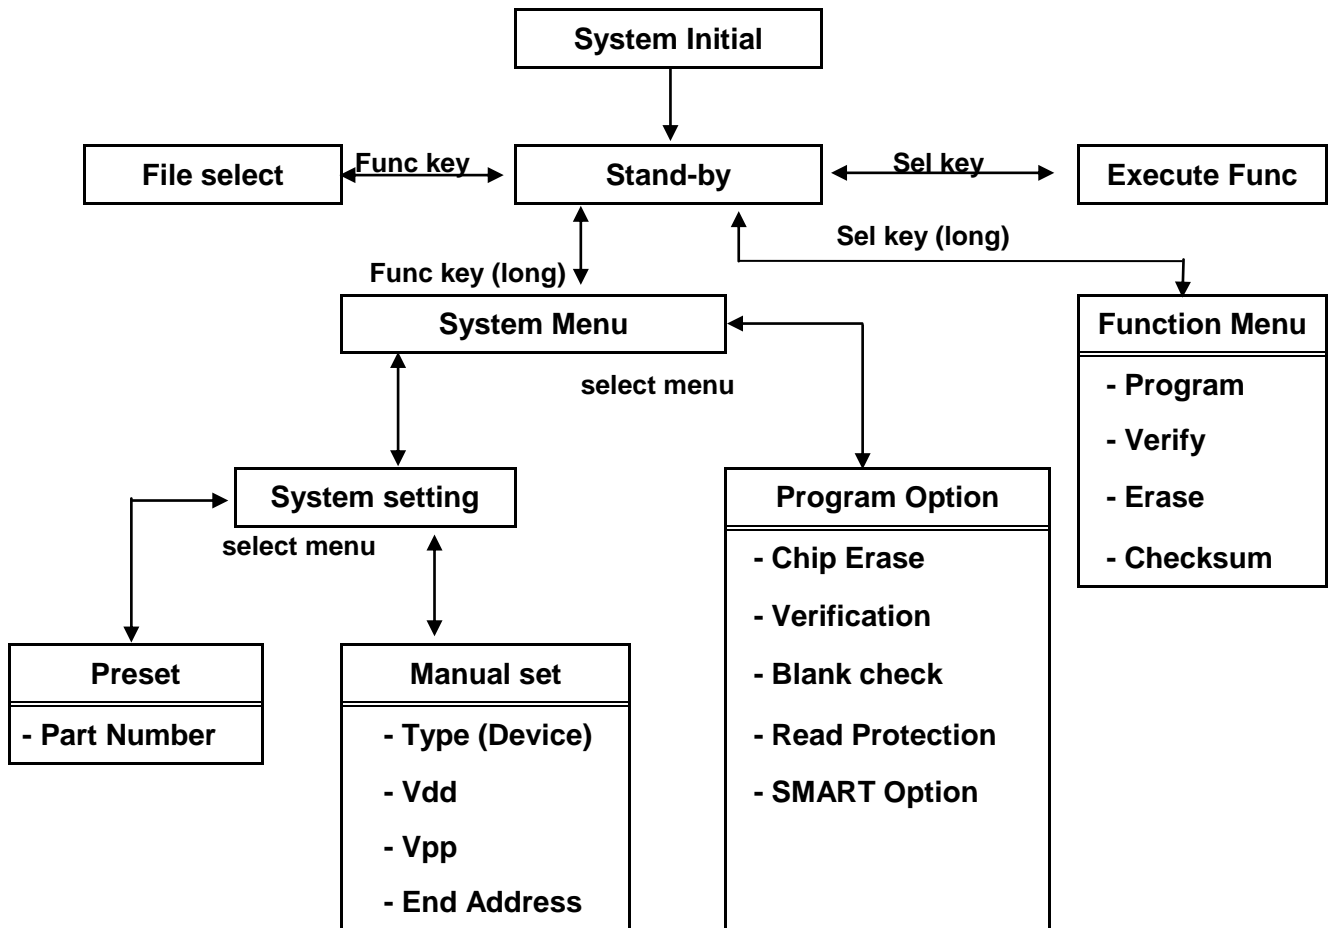 System Initial
File select
Func key
Stand-by
Sel key
Execute Func
Sel key (long)
Func key (long)
System Menu
Function Menu
- Program
- Verify
- Erase
- Checksum
select menu
System setting
select menu
Program Option
- Chip Erase
- Verification
- Blank check
- Read Protection
- SMART Option
Preset
- Part Number
Manual set
- Type (Device)
- Vdd
- Vpp
- End Address